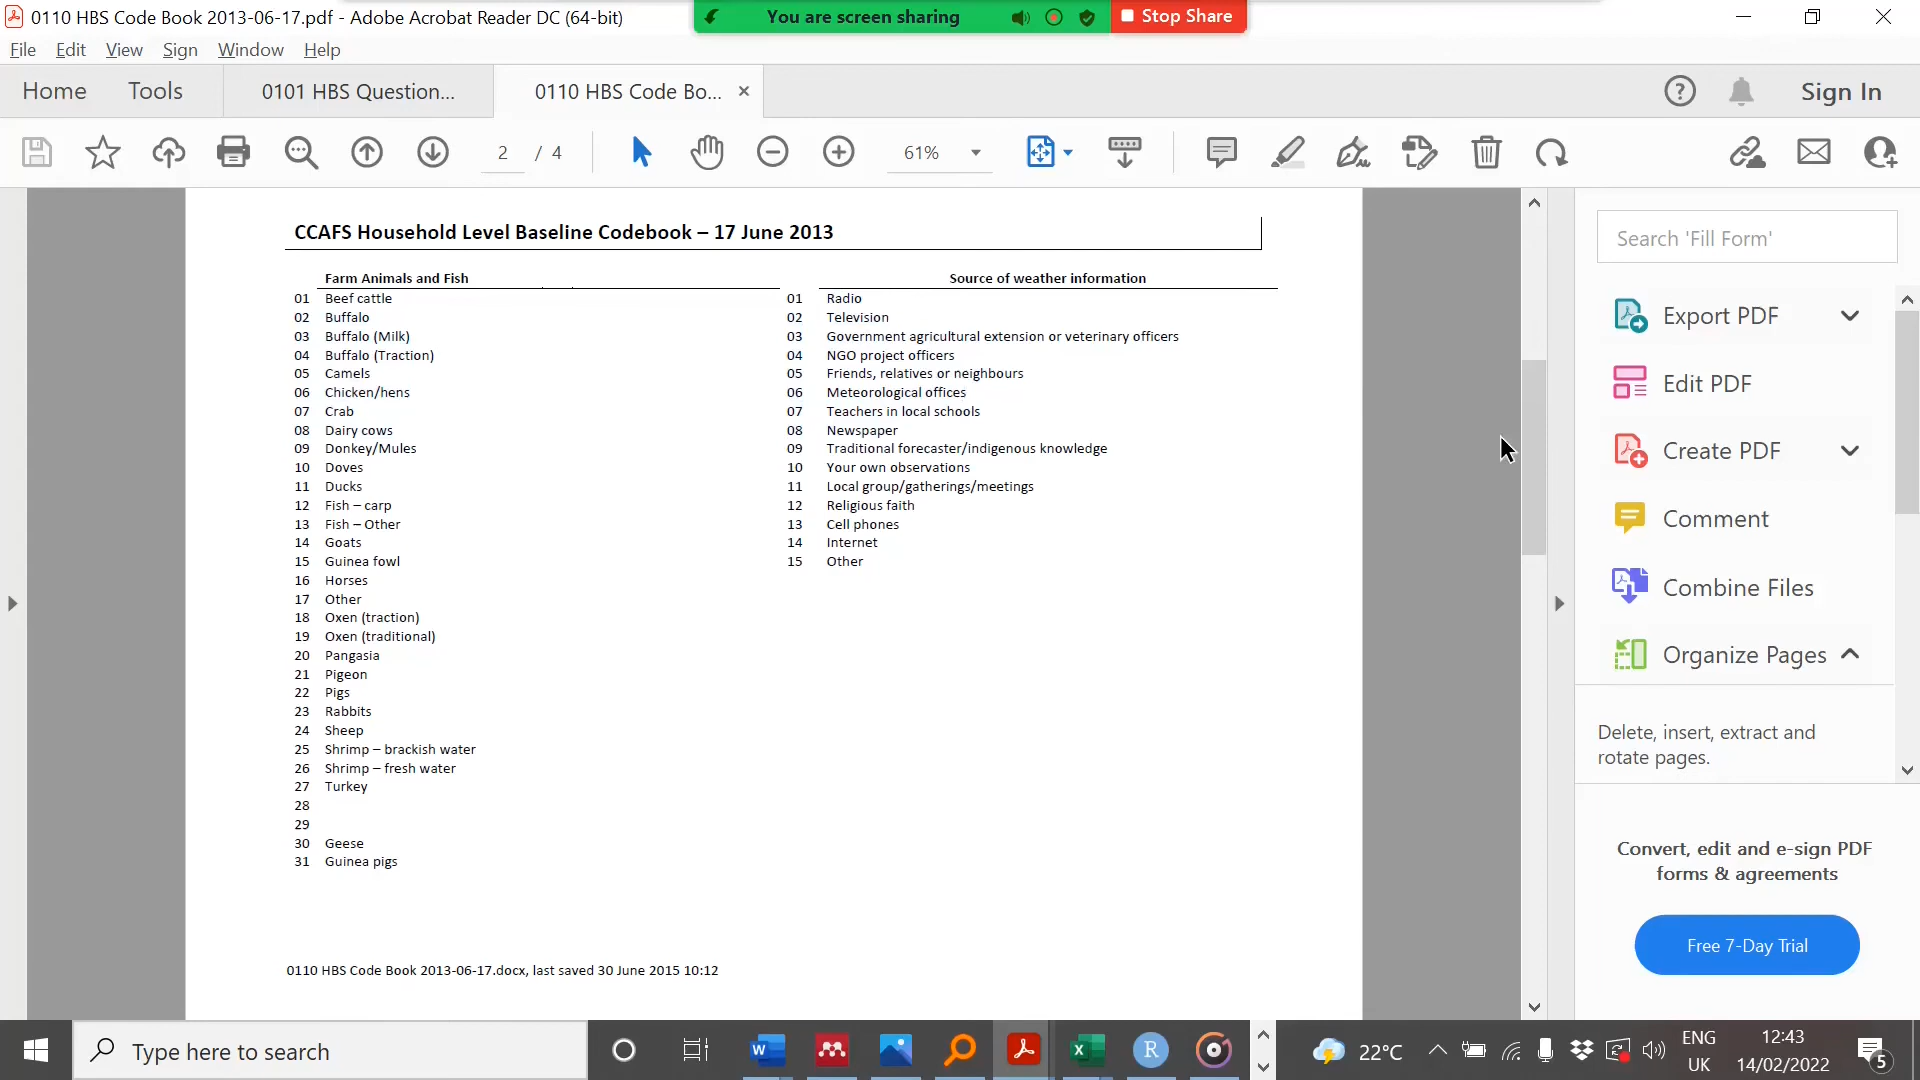 0110 HBS Code Book 2013-06-17.pdf - Adobe Acrobat Reader DC (64-bit)
You are screen sharing
Stop Share
File Edit View Sign Window Help
Home Tools 0101 HBS Question... 0110 HBS Code Bo... × Sign In
2 / 4 61%
CCAFS Household Level Baseline Codebook – 17 June 2013
Farm Animals and Fish
01 Beef cattle
02 Buffalo
03 Buffalo (Milk)
04 Buffalo (Traction)
05 Camels
06 Chicken/hens
07 Crab
08 Dairy cows
09 Donkey/Mules
10 Doves
11 Ducks
12 Fish – carp
13 Fish – Other
14 Goats
15 Guinea fowl
16 Horses
17 Other
18 Oxen (traction)
19 Oxen (traditional)
20 Pangasia
21 Pigeon
22 Pigs
23 Rabbits
24 Sheep
25 Shrimp – brackish water
26 Shrimp – fresh water
27 Turkey
28
29
30 Geese
31 Guinea pigs
Source of weather information
01 Radio
02 Television
03 Government agricultural extension or veterinary officers
04 NGO project officers
05 Friends, relatives or neighbours
06 Meteorological offices
07 Teachers in local schools
08 Newspaper
09 Traditional forecaster/indigenous knowledge
10 Your own observations
11 Local group/gatherings/meetings
12 Religious faith
13 Cell phones
14 Internet
15 Other
0110 HBS Code Book 2013-06-17.docx, last saved 30 June 2015 10:12
Search 'Fill Form'
Export PDF
Edit PDF
Create PDF
Comment
Combine Files
Organize Pages
Delete, insert, extract and
rotate pages.
Convert, edit and e-sign PDF
forms & agreements
Free 7-Day Trial
Type here to search
22°C
ENG
UK
12:43
14/02/2022
5